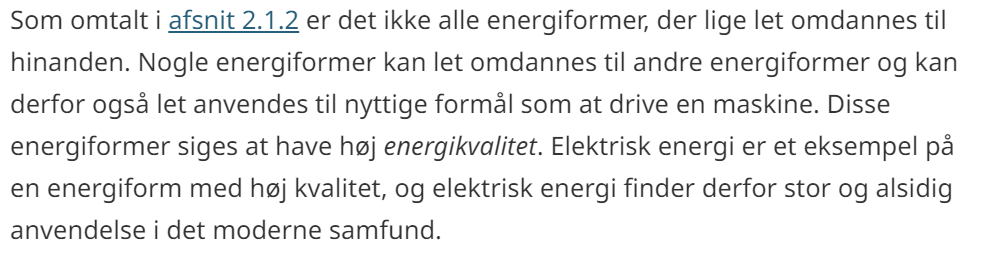 Som omtalt i afsnit 2.1.2 er det ikke alle energiformer, der lige let omdannes til
hinanden. Nogle energiformer kan let omdannes til andre energiformer og kan
derfor også let anvendes til nyttige formål som at drive en maskine. Disse
energiformer siges at have høj energikvalitet. Elektrisk energi er et eksempel på
en energiform med høj kvalitet, og elektrisk energi finder derfor stor og alsidig
anvendelse i det moderne samfund.